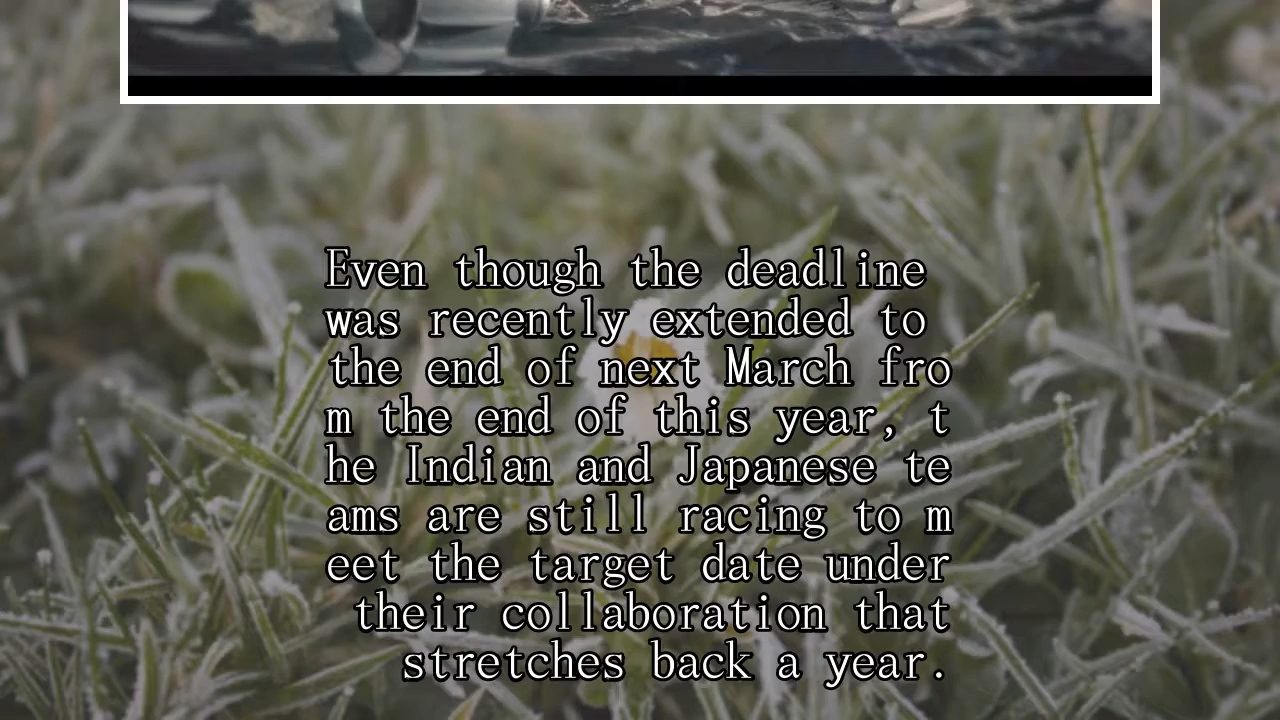 Even though the deadline
was recently extended to
the end of next March fro
m the end of this year, t
he Indian and Japanese te
ams are still racing to m
eet the target date under
their collaboration that
stretches back a year.